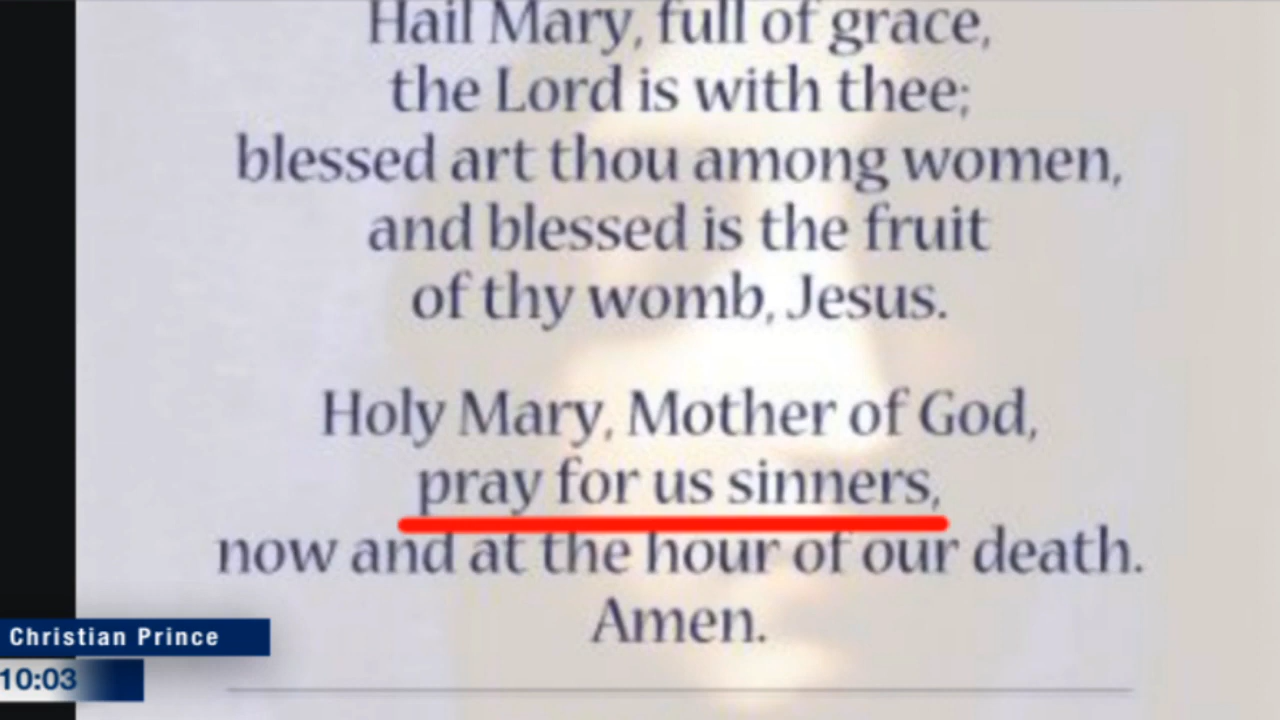 Hail Mary, full of grace,
the Lord is with thee;
blessed art thou among women,
and blessed is the fruit
of thy womb, Jesus.
Holy Mary, Mother of God,
pray for us sinners,
now and at the hour of our death.
Amen.
Christian Prince
10:03